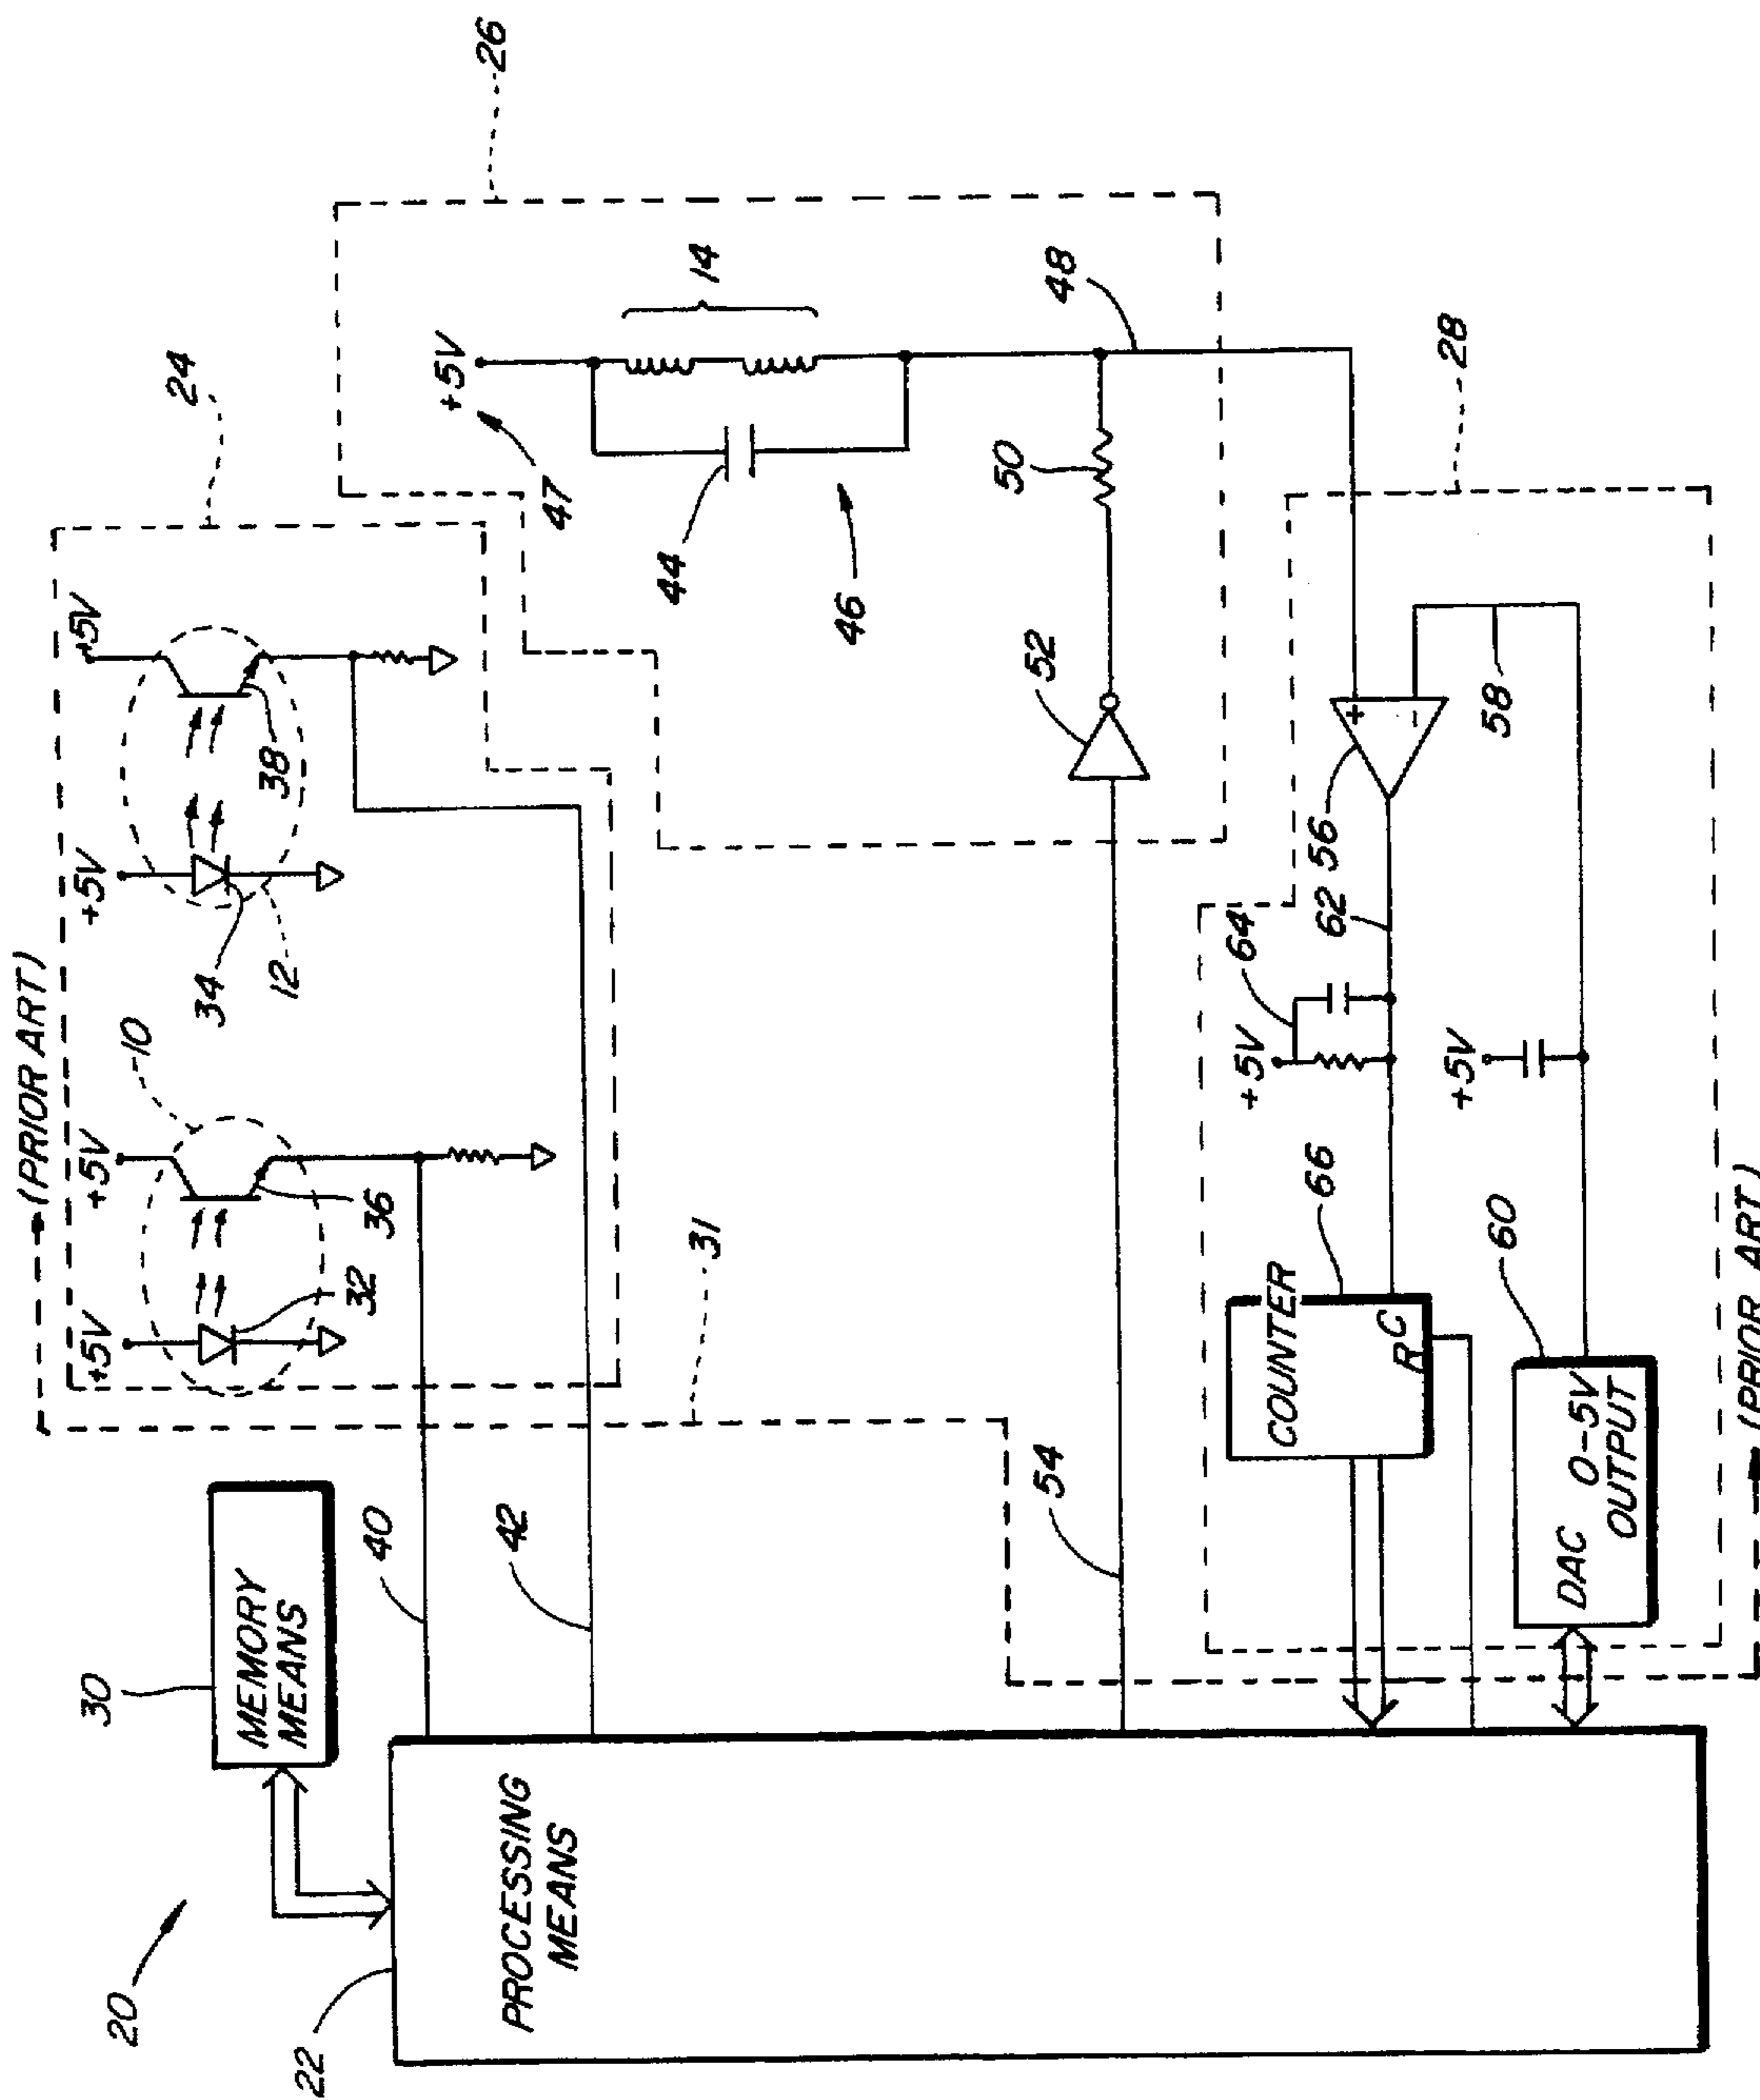 20
22
PROCESSING
MEANS
30
MEMORY
MEANS
40
42
54
31
(PRIOR ART)
24
10
+5V
+5V
32
36
+5V
+5V
34
12
38
26
+5V
47
14
44
46
48
50
52
28
56
58
62
64
+5V
+5V
66
COUNTER
R
C
60
DAC 0-5V
OUTPUT
(PRIOR ART)
+
-